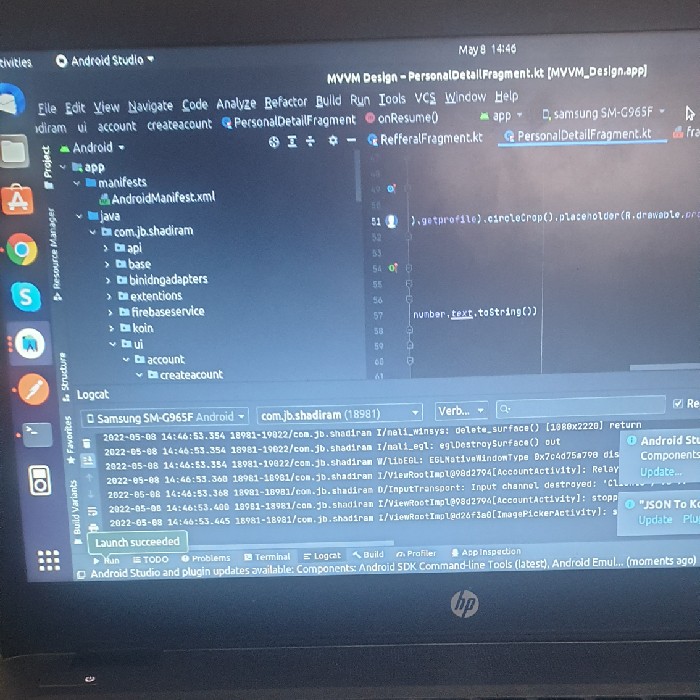 tivities Android Studio May 8 14:46
MVVM Design - PersonalDetailFragment.kt [MVVM_Design.app]
File Edit View Navigate Code Analyze Refactor Build Run Tools VCS Window Help
diram ui account createacount PersonalDetailFragment onResume() app samsung SM-G965F
Android RefferalFragment.kt PersonalDetailFragment.kt fra
Project
app
manifests
AndroidManifest.xml
java
com.jb.shadiram
api
base
binidngadapters
extentions
firebaseservice
koin
ui
account
createacount
Resource Manager
51 ).getprofile).circleCrop().placeholder(R.drawable.pro
52
53
54
55
56
57 number.text.toString())
58
59
60
61
Structure
Favorites
Build Variants
Logcat
Samsung SM-G965F Android com.jb.shadiram (18981) Verb... Re
2022-05-08 14:46:53.354 18981-19022/com.jb.shadiram I/mali_winsys: delete_surface() [1080x2220] return
2022-05-08 14:46:53.354 18981-19022/com.jb.shadiram I/mali_egl: eglDestroySurface() out
2022-05-08 14:46:53.354 18981-19022/com.jb.shadiram W/libEGL: EGLNativeWindowType 0x7c4d75a790 dis
2022-05-08 14:46:53.360 18981-18981/com.jb.shadiram I/ViewRootImpl@98d2794[AccountActivity]: Relay
2022-05-08 14:46:53.368 18981-18981/com.jb.shadiram D/InputTransport: Input channel destroyed: 'Cl
2022-05-08 14:46:53.400 18981-18981/com.jb.shadiram I/ViewRootImpl@98d2794[AccountActivity]: stopp
2022-05-08 14:46:53.445 18981-18981/com.jb.shadiram I/ViewRootImpl@d26f3a0[ImagePickerActivity]: s
Android Stu
Components
Update...
"JSON To Ko
Update Plu
Launch succeeded
Run TODO Problems Terminal Logcat Build Profiler App Inspection
Android Studio and plugin updates available: Components: Android SDK Command-line Tools (latest), Android Emul... (moments ago)
hp